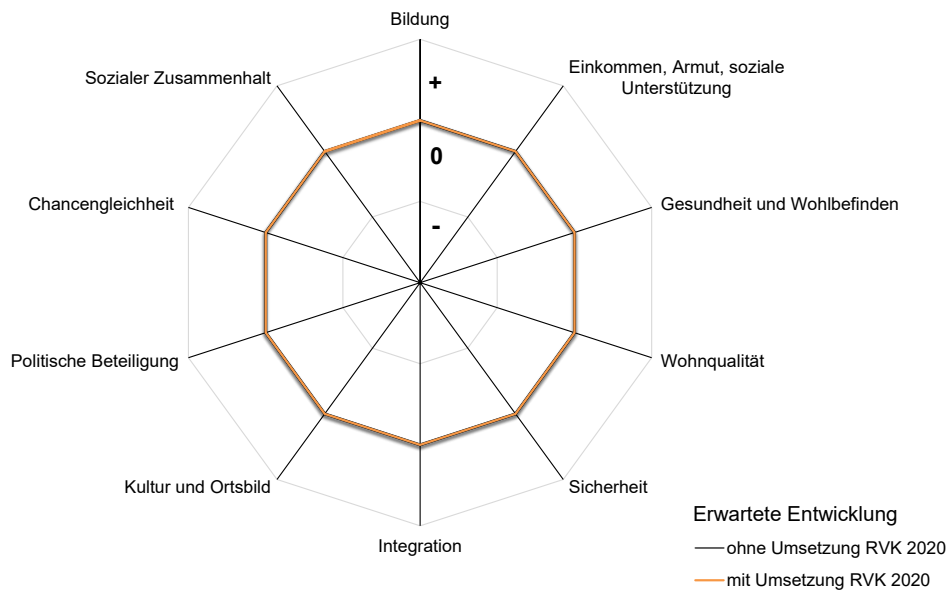 Bildung
Sozialer Zusammenhalt
Einkommen, Armut, soziale
Unterstützung
+
0
-
Chancengleichheit
Gesundheit und Wohlbefinden
Politische Beteiligung
Wohnqualität
Kultur und Ortsbild
Sicherheit
Integration
Erwartete Entwicklung
ohne Umsetzung RVK 2020
mit Umsetzung RVK 2020